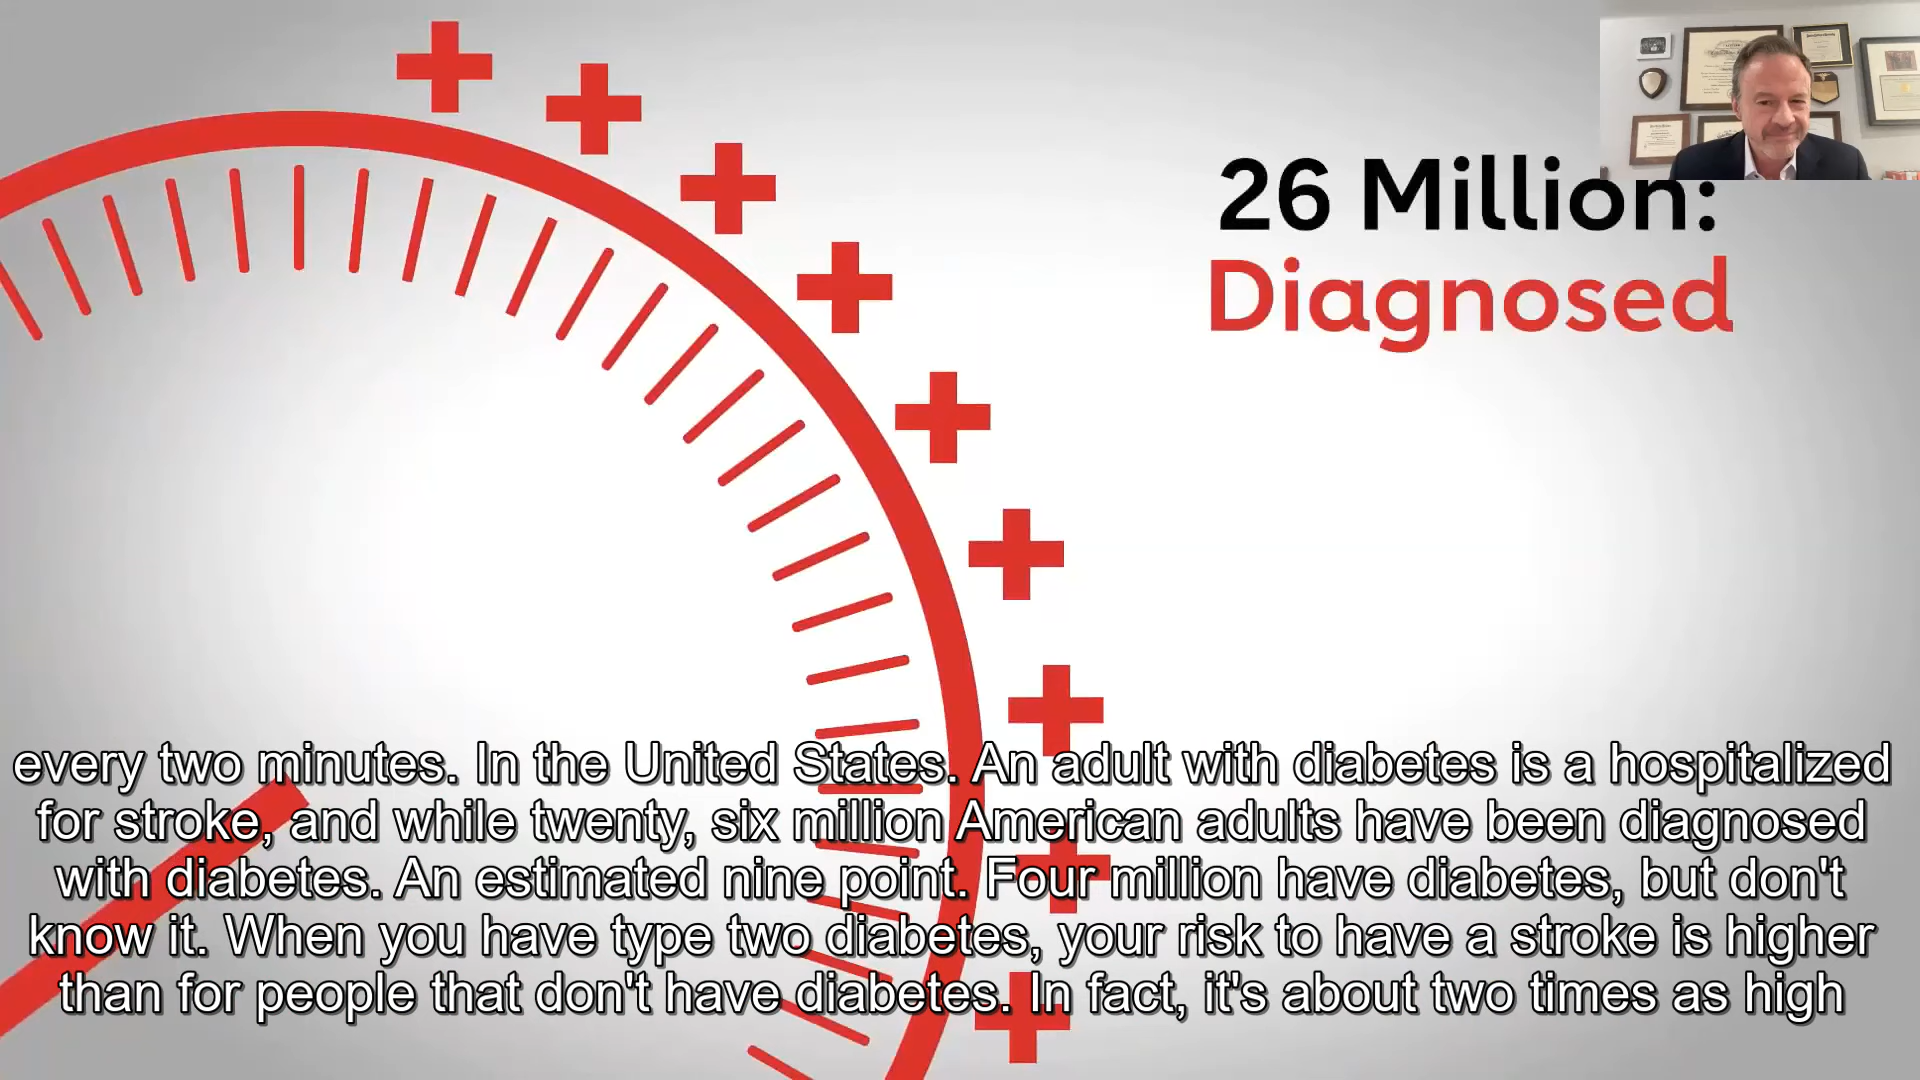 26 Million:
Diagnosed
every two minutes. In the United States. An adult with diabetes is a hospitalized
for stroke, and while twenty, six million American adults have been diagnosed
with diabetes. An estimated nine point. Four million have diabetes, but don't
know it. When you have type two diabetes, your risk to have a stroke is higher
than for people that don't have diabetes. In fact, it's about two times as high